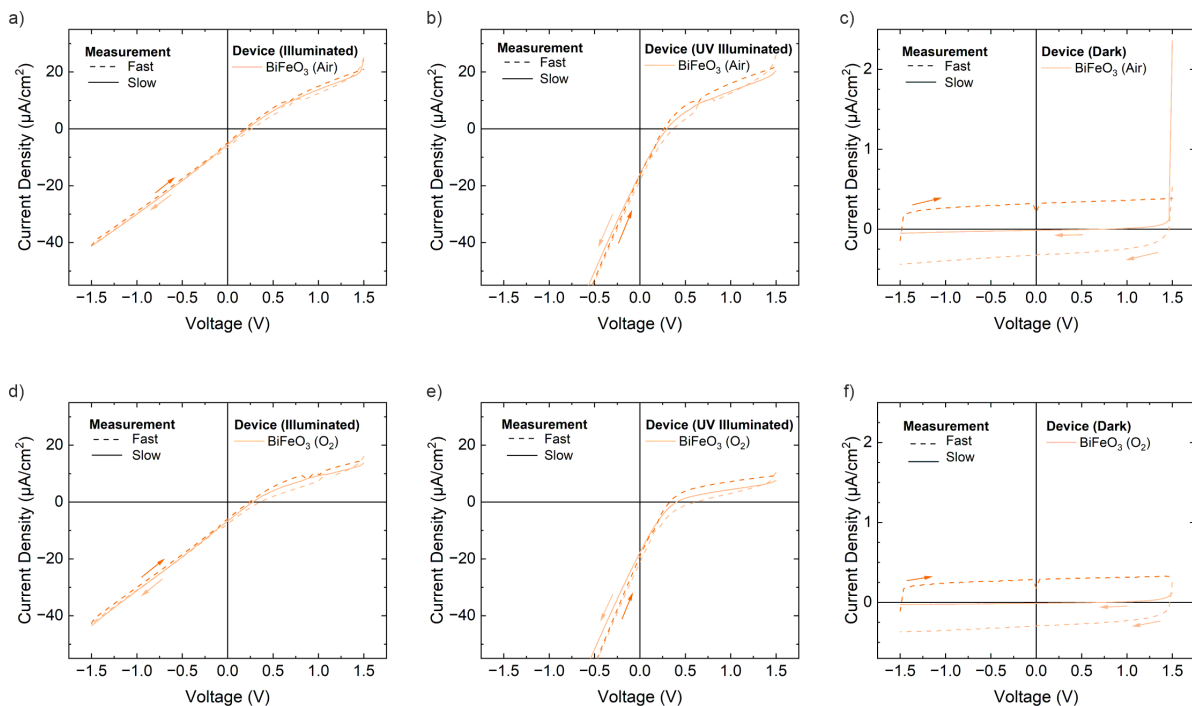 a)
Measurement
Fast
Slow
Device (Illuminated)
BiFeO₃ (Air)
Current Density (µA/cm²)
20
0
−20
−40
−1.5 −1.0 −0.5 0.0 0.5 1.0 1.5
Voltage (V)
b)
Measurement
Fast
Slow
Device (UV Illuminated)
BiFeO₃ (Air)
Current Density (µA/cm²)
20
0
−20
−40
−1.5 −1.0 −0.5 0.0 0.5 1.0 1.5
Voltage (V)
c)
Measurement
Fast
Slow
Device (Dark)
BiFeO₃ (Air)
Current Density (µA/cm²)
2
1
0
−1.5 −1.0 −0.5 0.0 0.5 1.0 1.5
Voltage (V)
d)
Measurement
Fast
Slow
Device (Illuminated)
BiFeO₃ (O₂)
Current Density (µA/cm²)
20
0
−20
−40
−1.5 −1.0 −0.5 0.0 0.5 1.0 1.5
Voltage (V)
e)
Measurement
Fast
Slow
Device (UV Illuminated)
BiFeO₃ (O₂)
Current Density (µA/cm²)
20
0
−20
−40
−1.5 −1.0 −0.5 0.0 0.5 1.0 1.5
Voltage (V)
f)
Measurement
Fast
Slow
Device (Dark)
BiFeO₃ (O₂)
Current Density (µA/cm²)
2
1
0
−1.5 −1.0 −0.5 0.0 0.5 1.0 1.5
Voltage (V)